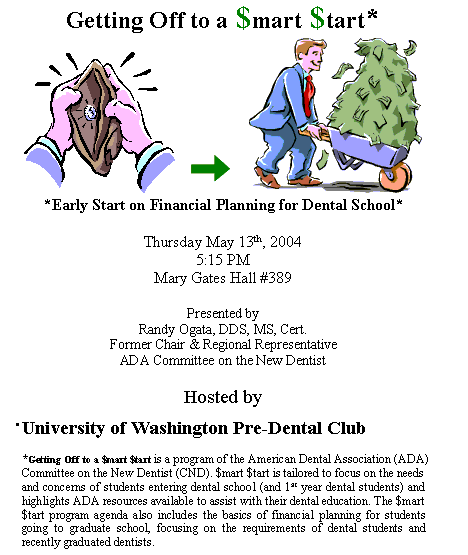 Getting Off to a $mart $tart*
*Early Start on Financial Planning for Dental School*
Thursday May 13th, 2004
5:15 PM
Mary Gates Hall #389
Presented by
Randy Ogata, DDS, MS, Cert.
Former Chair & Regional Representative
ADA Committee on the New Dentist
Hosted by
·University of Washington Pre-Dental Club
*Getting Off to a $mart $tart is a program of the American Dental Association (ADA)
Committee on the New Dentist (CND). $mart $tart is tailored to focus on the needs
and concerns of students entering dental school (and 1st year dental students) and
highlights ADA resources available to assist with their dental education. The $mart
$tart program agenda also includes the basics of financial planning for students
going to graduate school, focusing on the requirements of dental students and
recently graduated dentists.